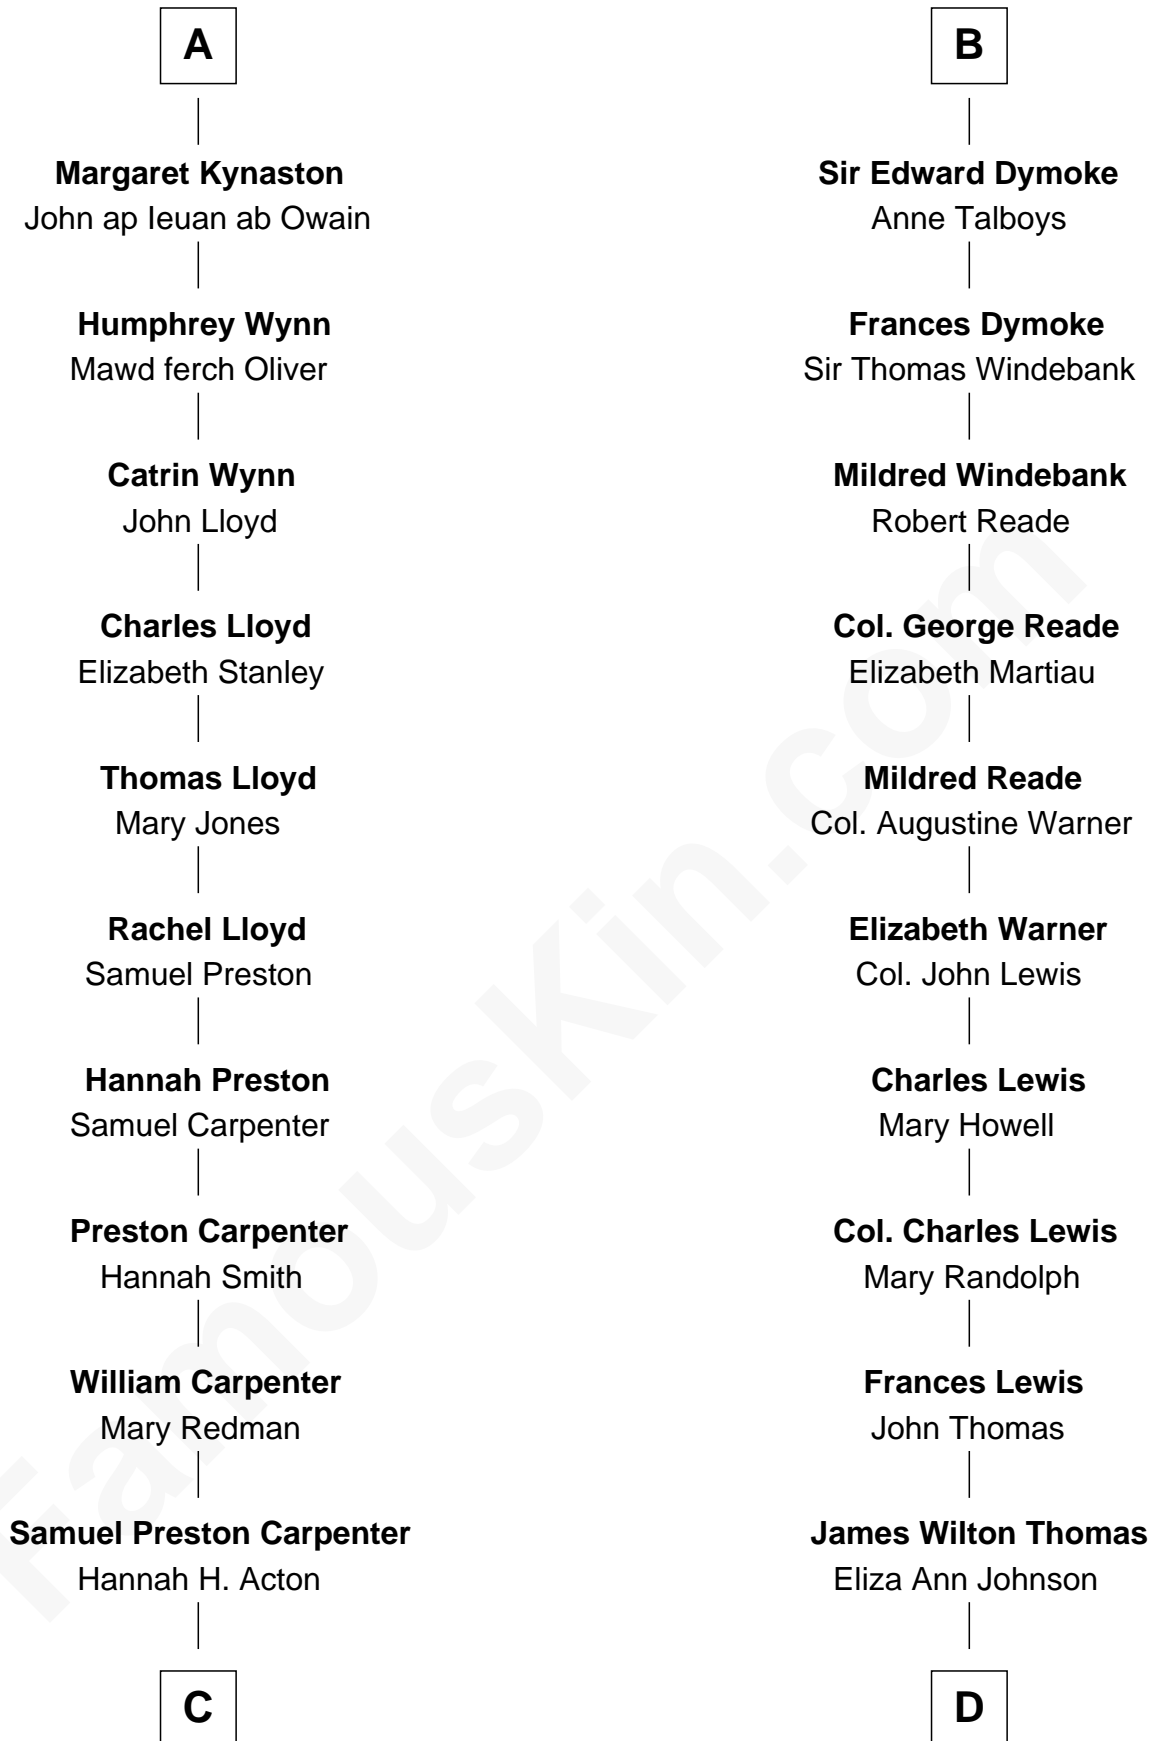 A
Margaret Kynaston
John ap Ieuan ab Owain
Humphrey Wynn
Mawd ferch Oliver
Catrin Wynn
John Lloyd
Charles Lloyd
Elizabeth Stanley
Thomas Lloyd
Mary Jones
Rachel Lloyd
Samuel Preston
Hannah Preston
Samuel Carpenter
Preston Carpenter
Hannah Smith
William Carpenter
Mary Redman
Samuel Preston Carpenter
Hannah H. Acton
C
B
Sir Edward Dymoke
Anne Talboys
Frances Dymoke
Sir Thomas Windebank
Mildred Windebank
Robert Reade
Col. George Reade
Elizabeth Martiau
Mildred Reade
Col. Augustine Warner
Elizabeth Warner
Col. John Lewis
Charles Lewis
Mary Howell
Col. Charles Lewis
Mary Randolph
Frances Lewis
John Thomas
James Wilton Thomas
Eliza Ann Johnson
D
FamousKin.com